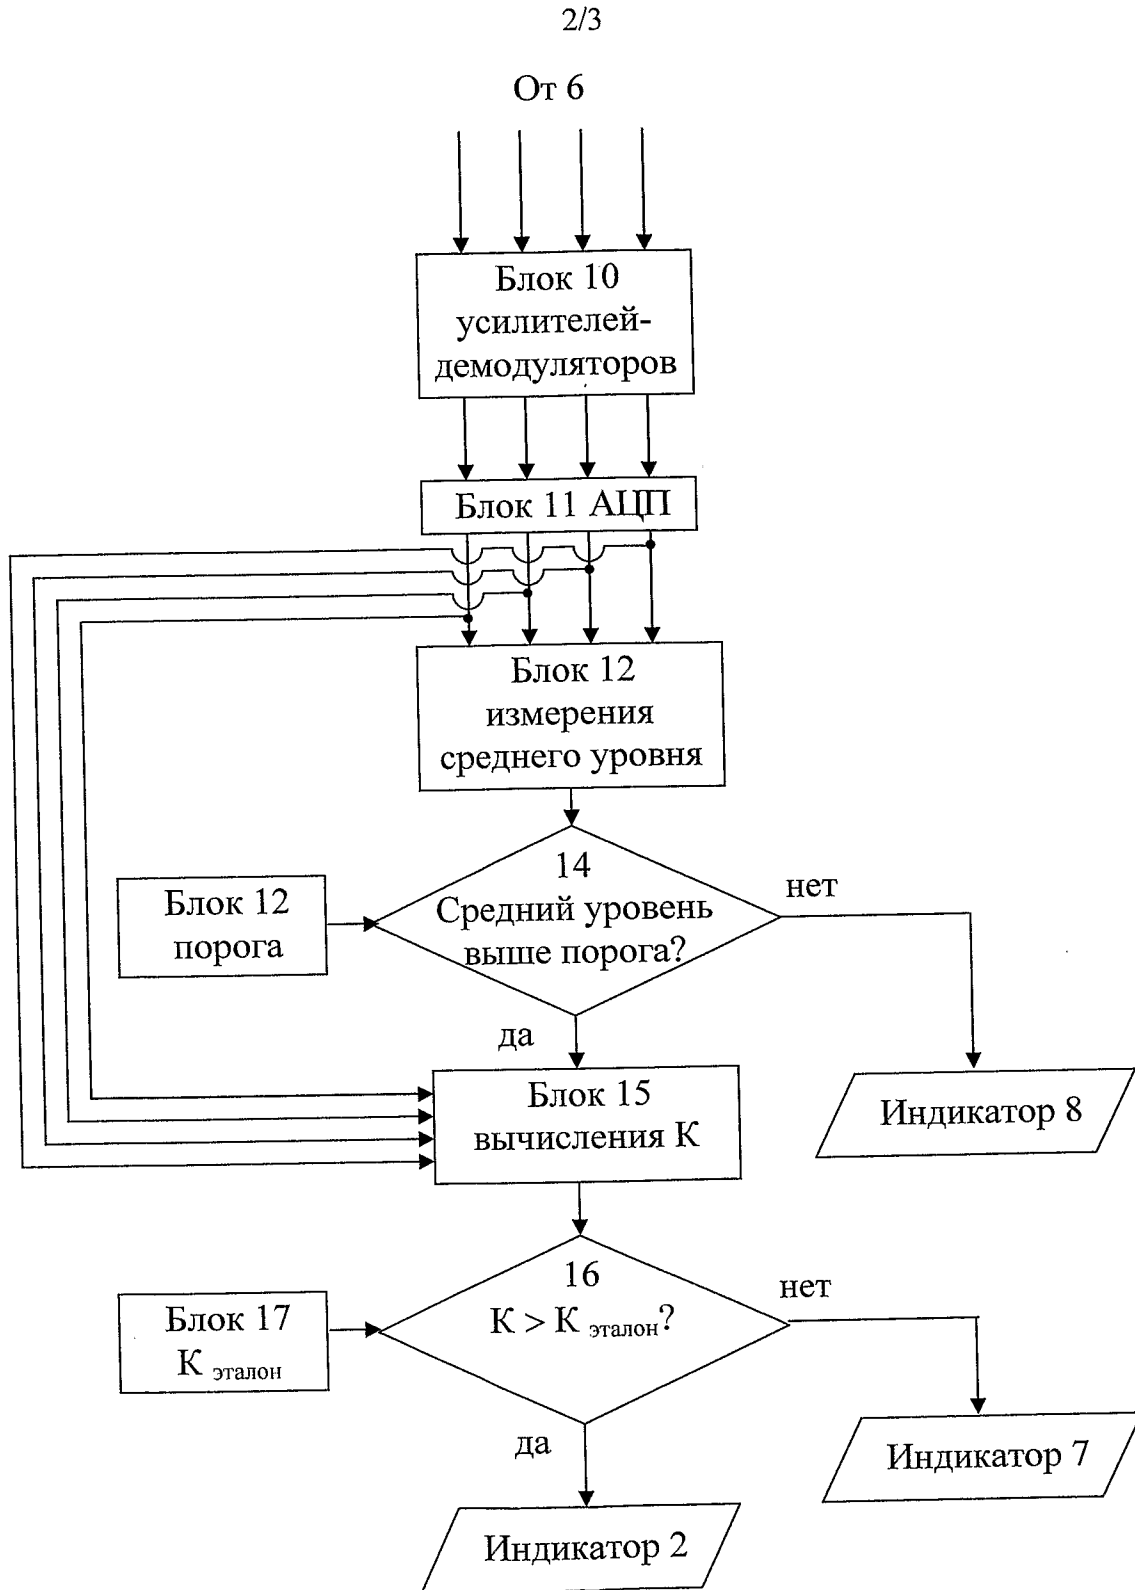 2/3
От 6
Блок 10
усилителей-
демодуляторов
Блок 11 АЦП
Блок 12
измерения
среднего уровня
14
Средний уровень
выше порога?
нет
Блок 12
порога
да
Блок 15
вычисления К
Индикатор 8
16
К > К эталон?
нет
Блок 17
К эталон
да
Индикатор 7
Индикатор 2